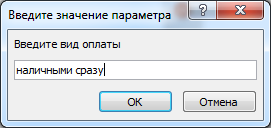 Введите значение параметра
Введите вид оплаты
наличными сразу
ОК
Отмена